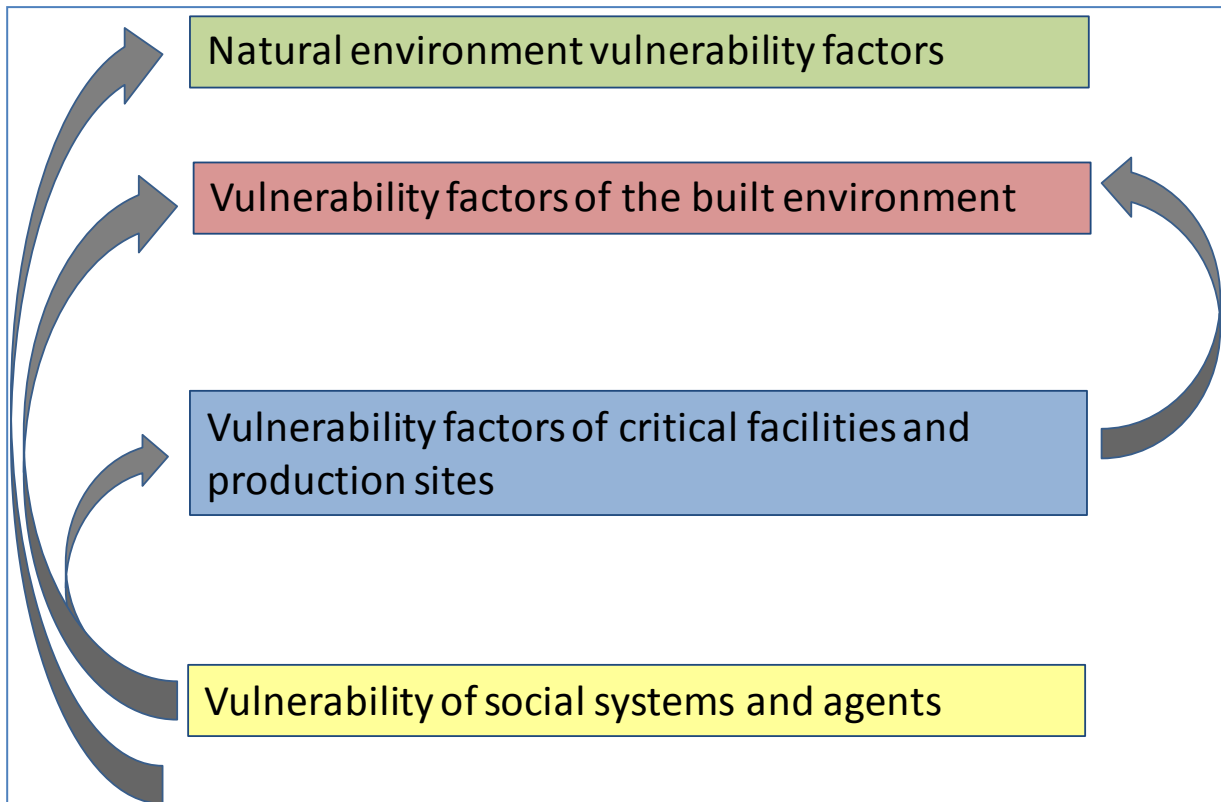 Natural environment vulnerability factors
Vulnerability factors of the built environment
Vulnerability factors of critical facilities and
production sites
Vulnerability of social systems and agents